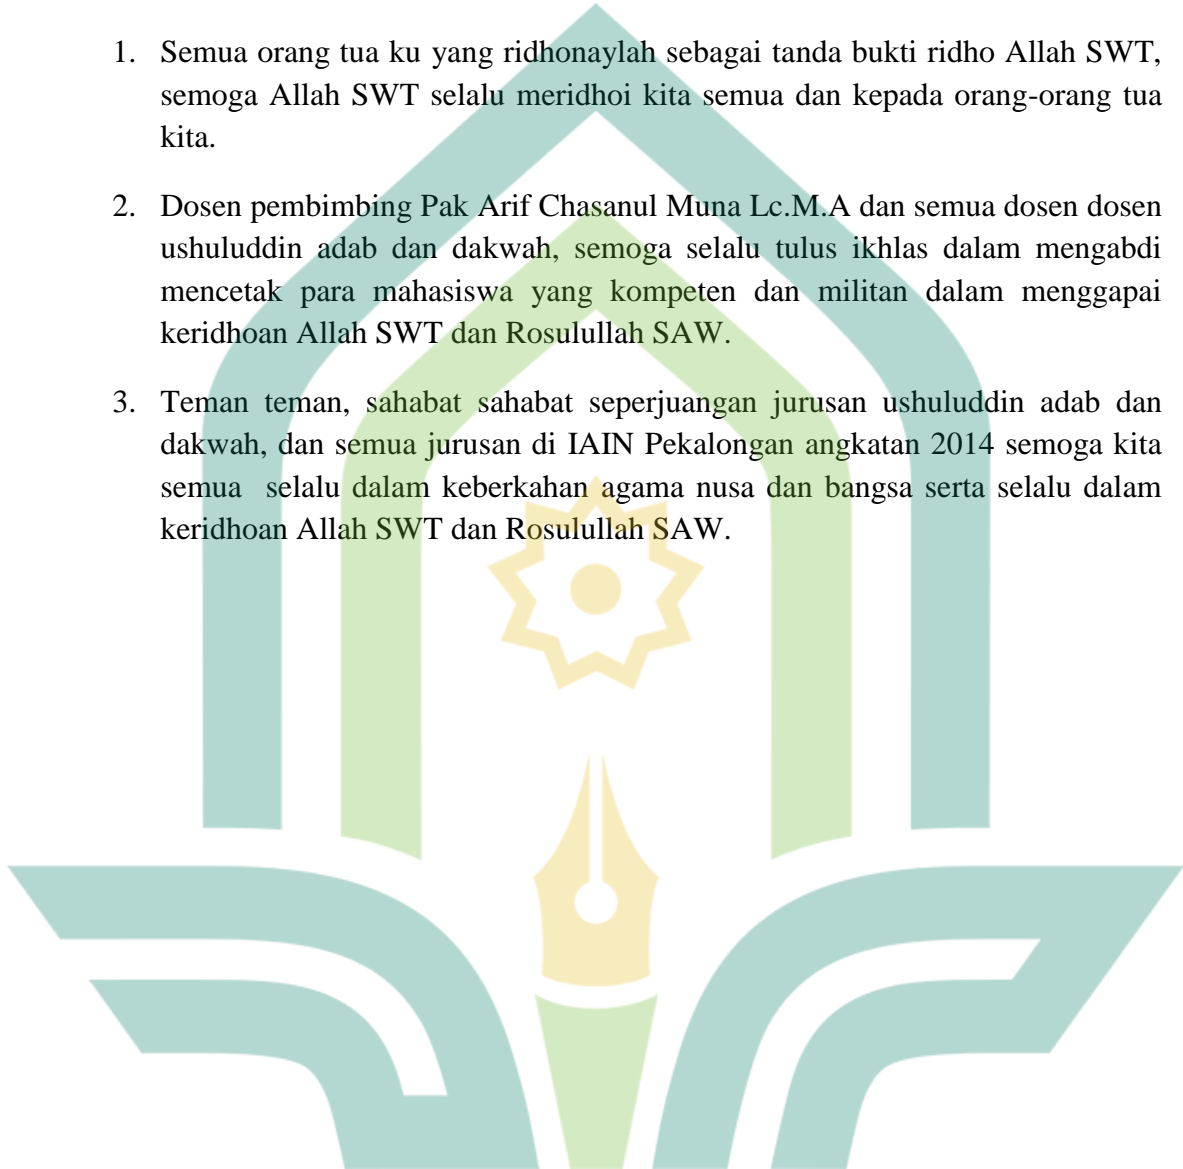 1. Semua orang tua ku yang ridhonaylah sebagai tanda bukti ridho Allah SWT,
semoga Allah SWT selalu meridhoi kita semua dan kepada orang-orang tua
kita.
2. Dosen pembimbing Pak Arif Chasanul Muna Lc.M.A dan semua dosen dosen
ushuluddin adab dan dakwah, semoga selalu tulus ikhlas dalam mengabdi
mencetak para mahasiswa yang kompeten dan militan dalam menggapai
keridhoan Allah SWT dan Rosulullah SAW.
3. Teman teman, sahabat sahabat seperjuangan jurusan ushuluddin adab dan
dakwah, dan semua jurusan di IAIN Pekalongan angkatan 2014 semoga kita
semua selalu dalam keberkahan agama nusa dan bangsa serta selalu dalam
keridhoan Allah SWT dan Rosulullah SAW.